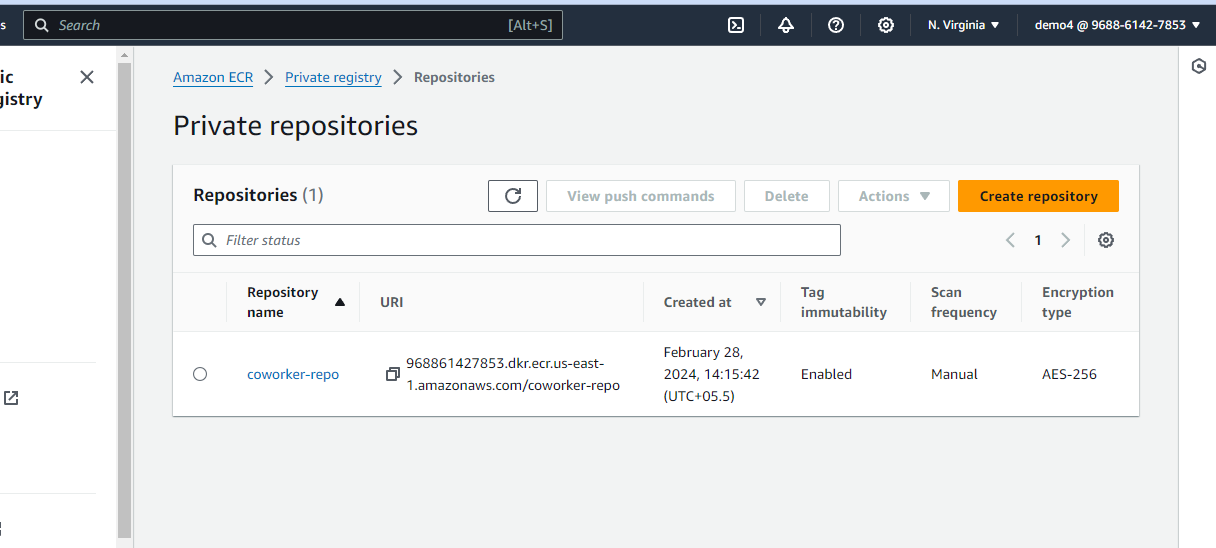 s
Search
[Alt+S]
N. Virginia
demo4 @ 9688-6142-7853
ic
gistry
Amazon ECR
Private registry
Repositories
Private repositories
Repositories (1)
View push commands
Delete
Actions
Create repository
Filter status
1
Repository
name
URI
Created at
Tag
immutability
Scan
frequency
Encryption
type
coworker-repo
968861427853.dkr.ecr.us-east-
1.amazonaws.com/coworker-repo
February 28,
2024, 14:15:42
(UTC+05.5)
Enabled
Manual
AES-256